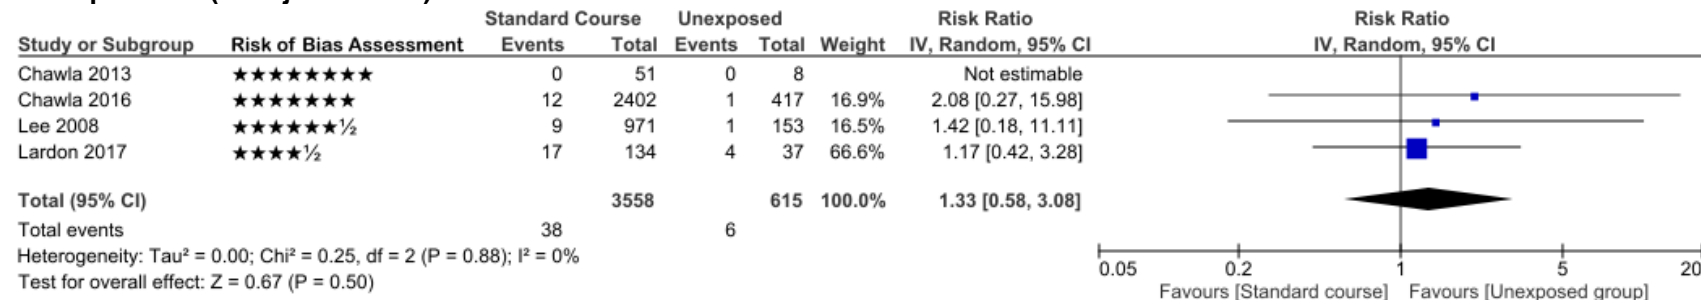 Standard Course Unexposed Risk Ratio Risk Ratio
Study or Subgroup Risk of Bias Assessment Events Total Events Total Weight IV, Random, 95% CI IV, Random, 95% CI
Chawla 2013 ★★★★★★★★ 0 51 0 8 Not estimable
Chawla 2016 ★★★★★★★ 12 2402 1 417 16.9% 2.08 [0.27, 15.98]
Lee 2008 ★★★★★★½ 9 971 1 153 16.5% 1.42 [0.18, 11.11]
Lardon 2017 ★★★★½ 17 134 4 37 66.6% 1.17 [0.42, 3.28]
Total (95% CI) 3558 615 100.0% 1.33 [0.58, 3.08]
Total events 38 6
Heterogeneity: Tau² = 0.00; Chi² = 0.25, df = 2 (P = 0.88); I² = 0%
Test for overall effect: Z = 0.67 (P = 0.50)
0.05 0.2 1 5 20
Favours [Standard course] Favours [Unexposed group]